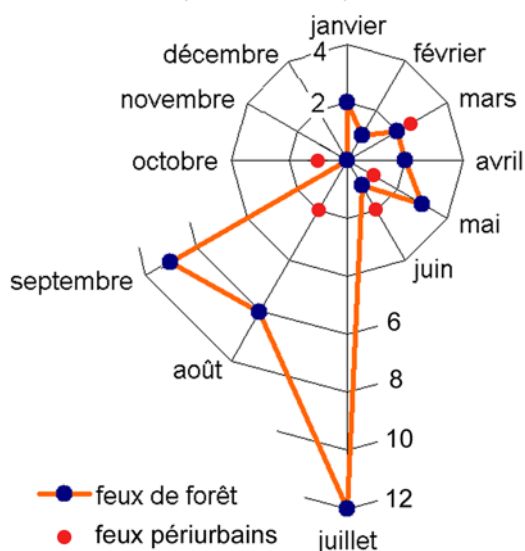 janvier
4
décembre
février
2
novembre
mars
octobre
avril
mai
septembre
juin
6
août
8
10
feux de forêt
12
feux périurbains
juillet